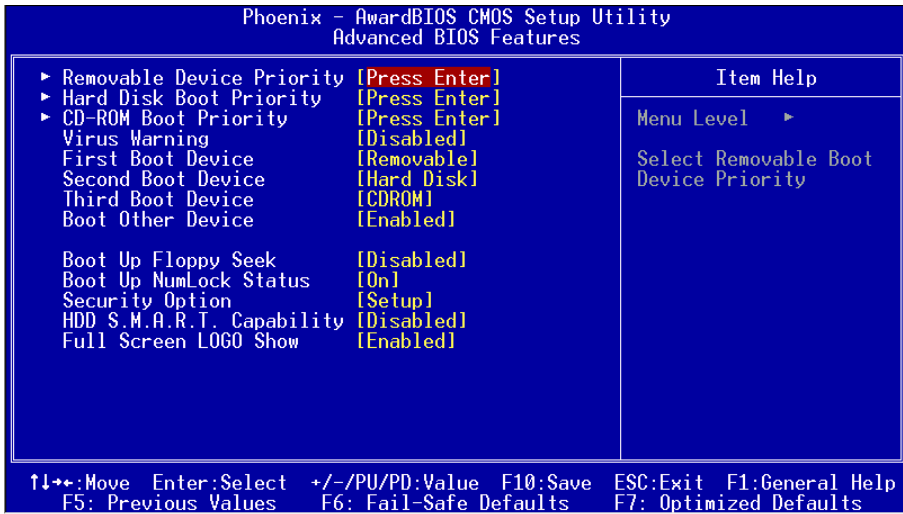 Phoenix - AwardBIOS CMOS Setup Utility
Advanced BIOS Features
▶ Removable Device Priority [Press Enter]
▶ Hard Disk Boot Priority [Press Enter]
▶ CD-ROM Boot Priority [Press Enter]
Virus Warning [Disabled]
First Boot Device [Removable]
Second Boot Device [Hard Disk]
Third Boot Device [CDROM]
Boot Other Device [Enabled]
Boot Up Floppy Seek [Disabled]
Boot Up NumLock Status [On]
Security Option [Setup]
HDD S.M.A.R.T. Capability [Disabled]
Full Screen LOGO Show [Enabled]
Item Help
Menu Level ▶
Select Removable Boot
Device Priority
↑↓→←:Move Enter:Select +/-/PU/PD:Value F10:Save ESC:Exit F1:General Help
F5: Previous Values F6: Fail-Safe Defaults F7: Optimized Defaults